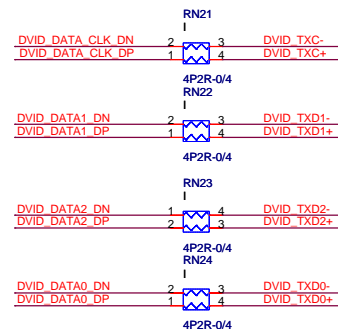 RN21
DVID_DATA_CLK_DN 2 3 DVID_TXC-
DVID_DATA_CLK_DP 1 4 DVID_TXC+
4P2R-0/4
RN22
DVID_DATA1_DN 2 3 DVID_TXD1-
DVID_DATA1_DP 1 4 DVID_TXD1+
4P2R-0/4
RN23
DVID_DATA2_DN 1 4 DVID_TXD2-
DVID_DATA2_DP 2 3 DVID_TXD2+
4P2R-0/4
RN24
DVID_DATA0_DN 2 3 DVID_TXD0-
DVID_DATA0_DP 1 4 DVID_TXD0+
4P2R-0/4